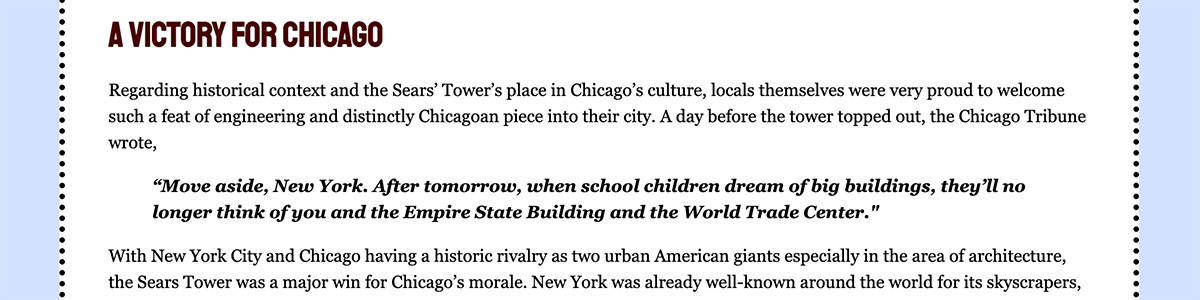 A VICTORY FOR CHICAGO
Regarding historical context and the Sears’ Tower’s place in Chicago’s culture, locals themselves were very proud to welcome
such a feat of engineering and distinctly Chicagoan piece into their city. A day before the tower topped out, the Chicago Tribune
wrote,
“Move aside, New York. After tomorrow, when school children dream of big buildings, they’ll no
longer think of you and the Empire State Building and the World Trade Center."
With New York City and Chicago having a historic rivalry as two urban American giants especially in the area of architecture,
the Sears Tower was a major win for Chicago’s morale. New York was already well-known around the world for its skyscrapers,